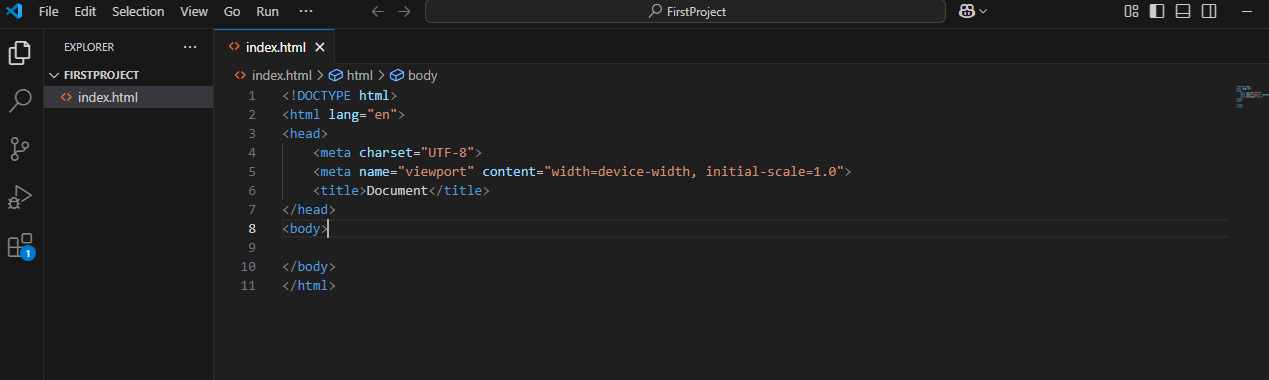 File Edit Selection View Go Run ··· FirstProject
EXPLORER ··· index.html
FIRSTPROJECT index.html > html > body
index.html
1 <!DOCTYPE html>
2 <html lang="en">
3 <head>
4     <meta charset="UTF-8">
5     <meta name="viewport" content="width=device-width, initial-scale=1.0">
6     <title>Document</title>
7 </head>
8 <body>
9
10 </body>
11 </html>
1